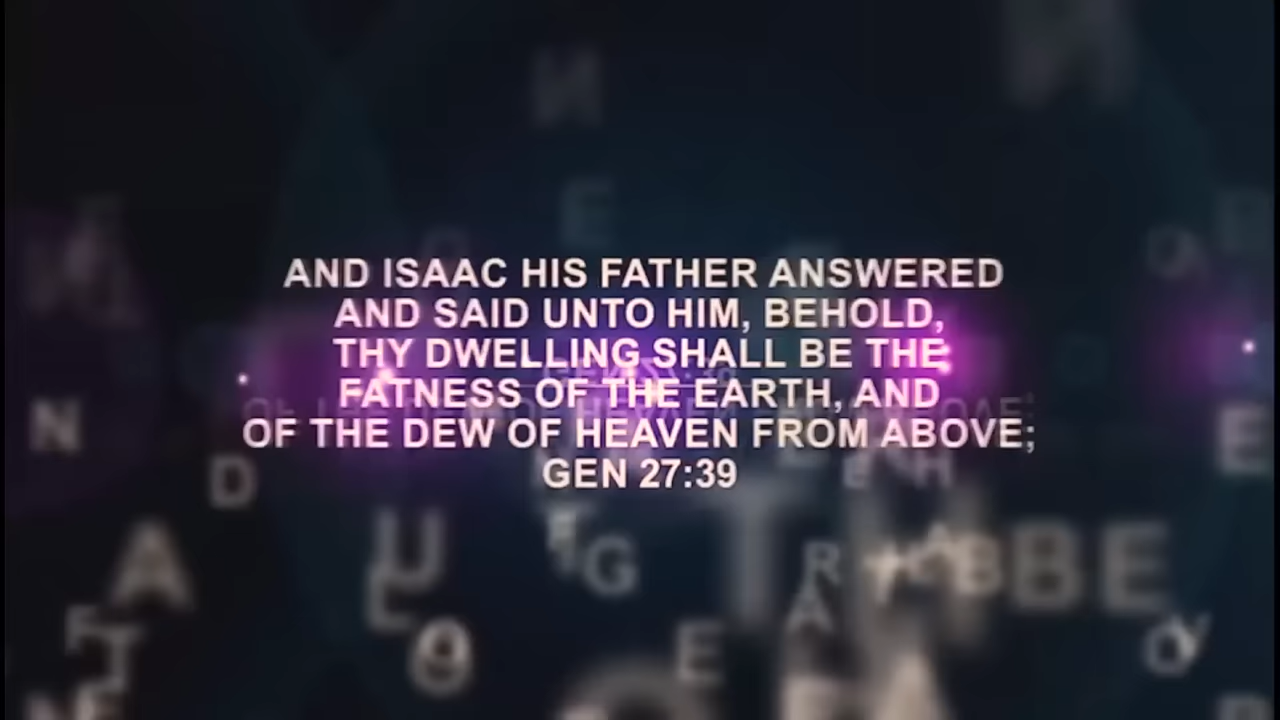 AND ISAAC HIS FATHER ANSWERED
AND SAID UNTO HIM, BEHOLD,
THY DWELLING SHALL BE THE
FATNESS OF THE EARTH, AND
OF THE DEW OF HEAVEN FROM ABOVE;
GEN 27:39